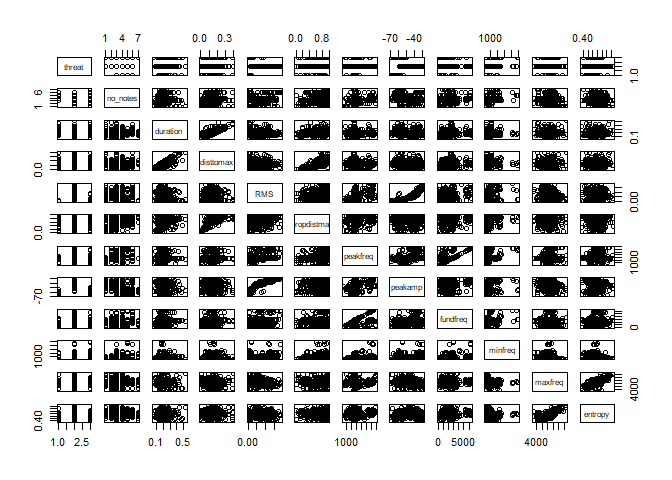 1 4 7 0.0 0.3 0.0 0.8 -70 -40 1000 0.40
threat
1.0
1 6
no_notes
duration
0.1
0.0
disttomax
RMS
0.00
0.0
ropdistma
peakfreq
1000
-70
peakamp
fundfreq
0
1000
minfreq
maxfreq
4000
0.40
entropy
1.0 2.5 0.1 0.5 0.00 1000 0 5000 4000